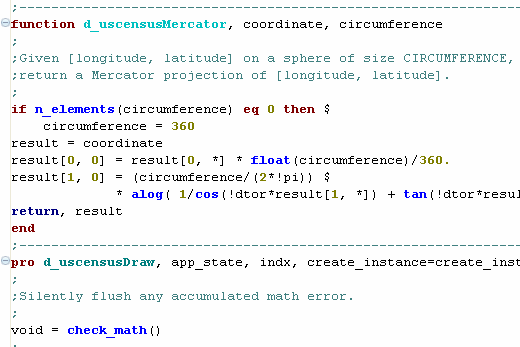 ;-----------------------------------------------------------------
function d_uscensusMercator, coordinate, circumference
;
;Given [longitude, latitude] on a sphere of size CIRCUMFERENCE,
;return a Mercator projection of [longitude, latitude].
;
if n_elements(circumference) eq 0 then $
circumference = 360
result = coordinate
result[0, 0] = result[0, *] * float(circumference)/360.
result[1, 0] = (circumference/(2*!pi)) $
* alog( 1/cos(!dtor*result[1, *]) + tan(!dtor*resul
return, result
end
;-----------------------------------------------------------------
pro d_uscensusDraw, app_state, indx, create_instance=create_inst
;
;Silently flush any accumulated math error.
;
void = check_math()
;